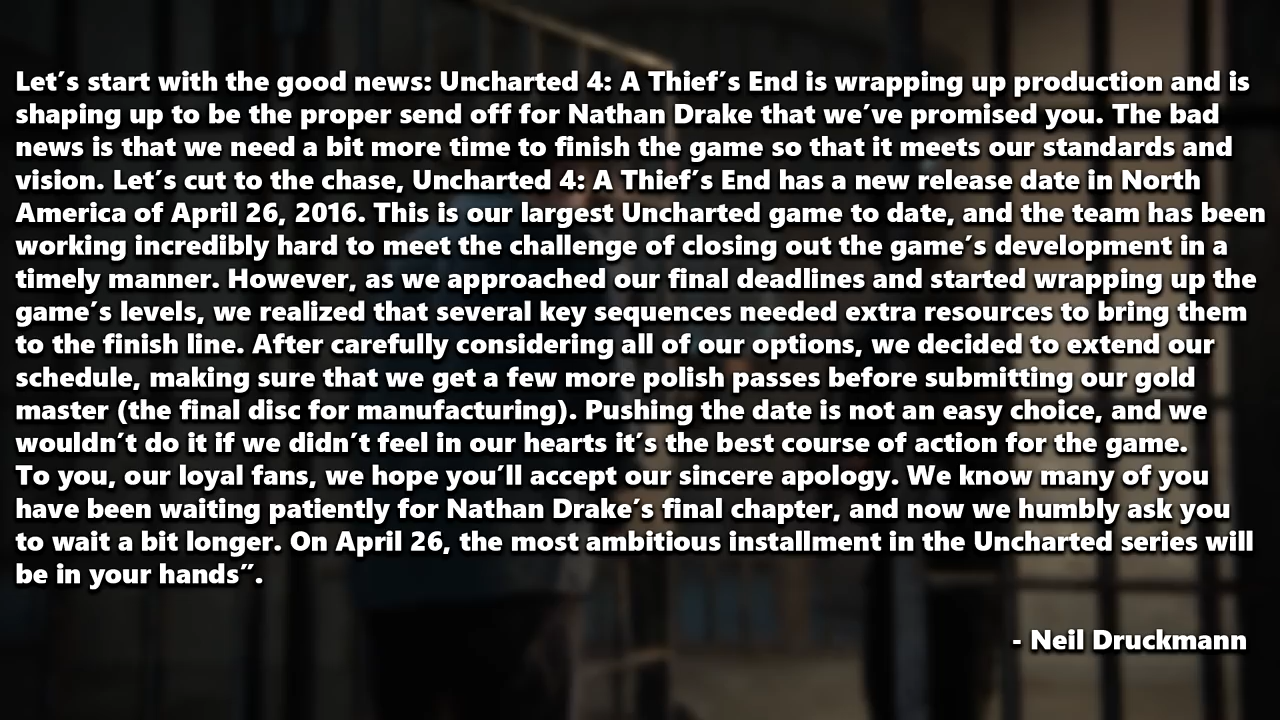 Let´s start with the good news: Uncharted 4: A Thief´s End is wrapping up production and is
shaping up to be the proper send off for Nathan Drake that we´ve promised you. The bad
news is that we need a bit more time to finish the game so that it meets our standards and
vision. Let´s cut to the chase, Uncharted 4: A Thief´s End has a new release date in North
America of April 26, 2016. This is our largest Uncharted game to date, and the team has been
working incredibly hard to meet the challenge of closing out the game´s development in a
timely manner. However, as we approached our final deadlines and started wrapping up the
game´s levels, we realized that several key sequences needed extra resources to bring them
to the finish line. After carefully considering all of our options, we decided to extend our
schedule, making sure that we get a few more polish passes before submitting our gold
master (the final disc for manufacturing). Pushing the date is not an easy choice, and we
wouldn´t do it if we didn´t feel in our hearts it´s the best course of action for the game.
To you, our loyal fans, we hope you´ll accept our sincere apology. We know many of you
have been waiting patiently for Nathan Drake´s final chapter, and now we humbly ask you
to wait a bit longer. On April 26, the most ambitious installment in the Uncharted series will
be in your hands”.
- Neil Druckmann